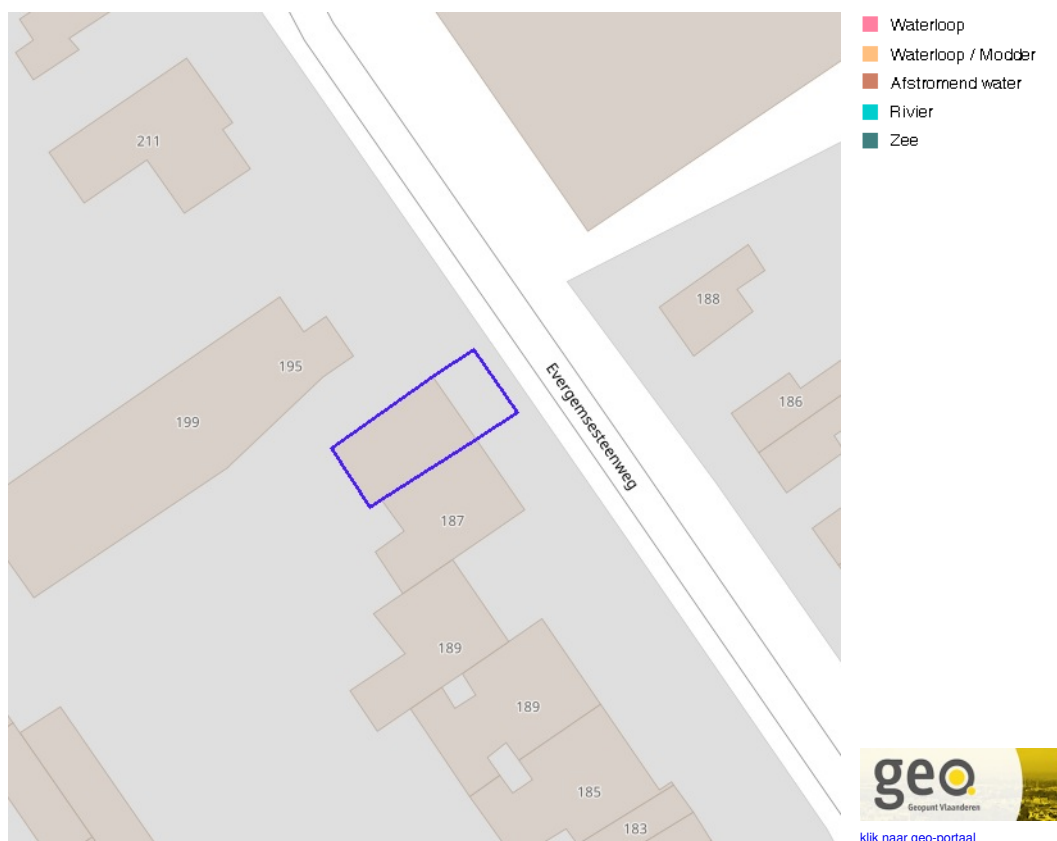 Waterloop
Waterloop / Modder
Afstromend water
Rivier
Zee
211
188
195
186
199
Evergemsesteenweg
187
189
189
185
183
geo
Geopunt Vlaanderen
klik naar geo-portaal